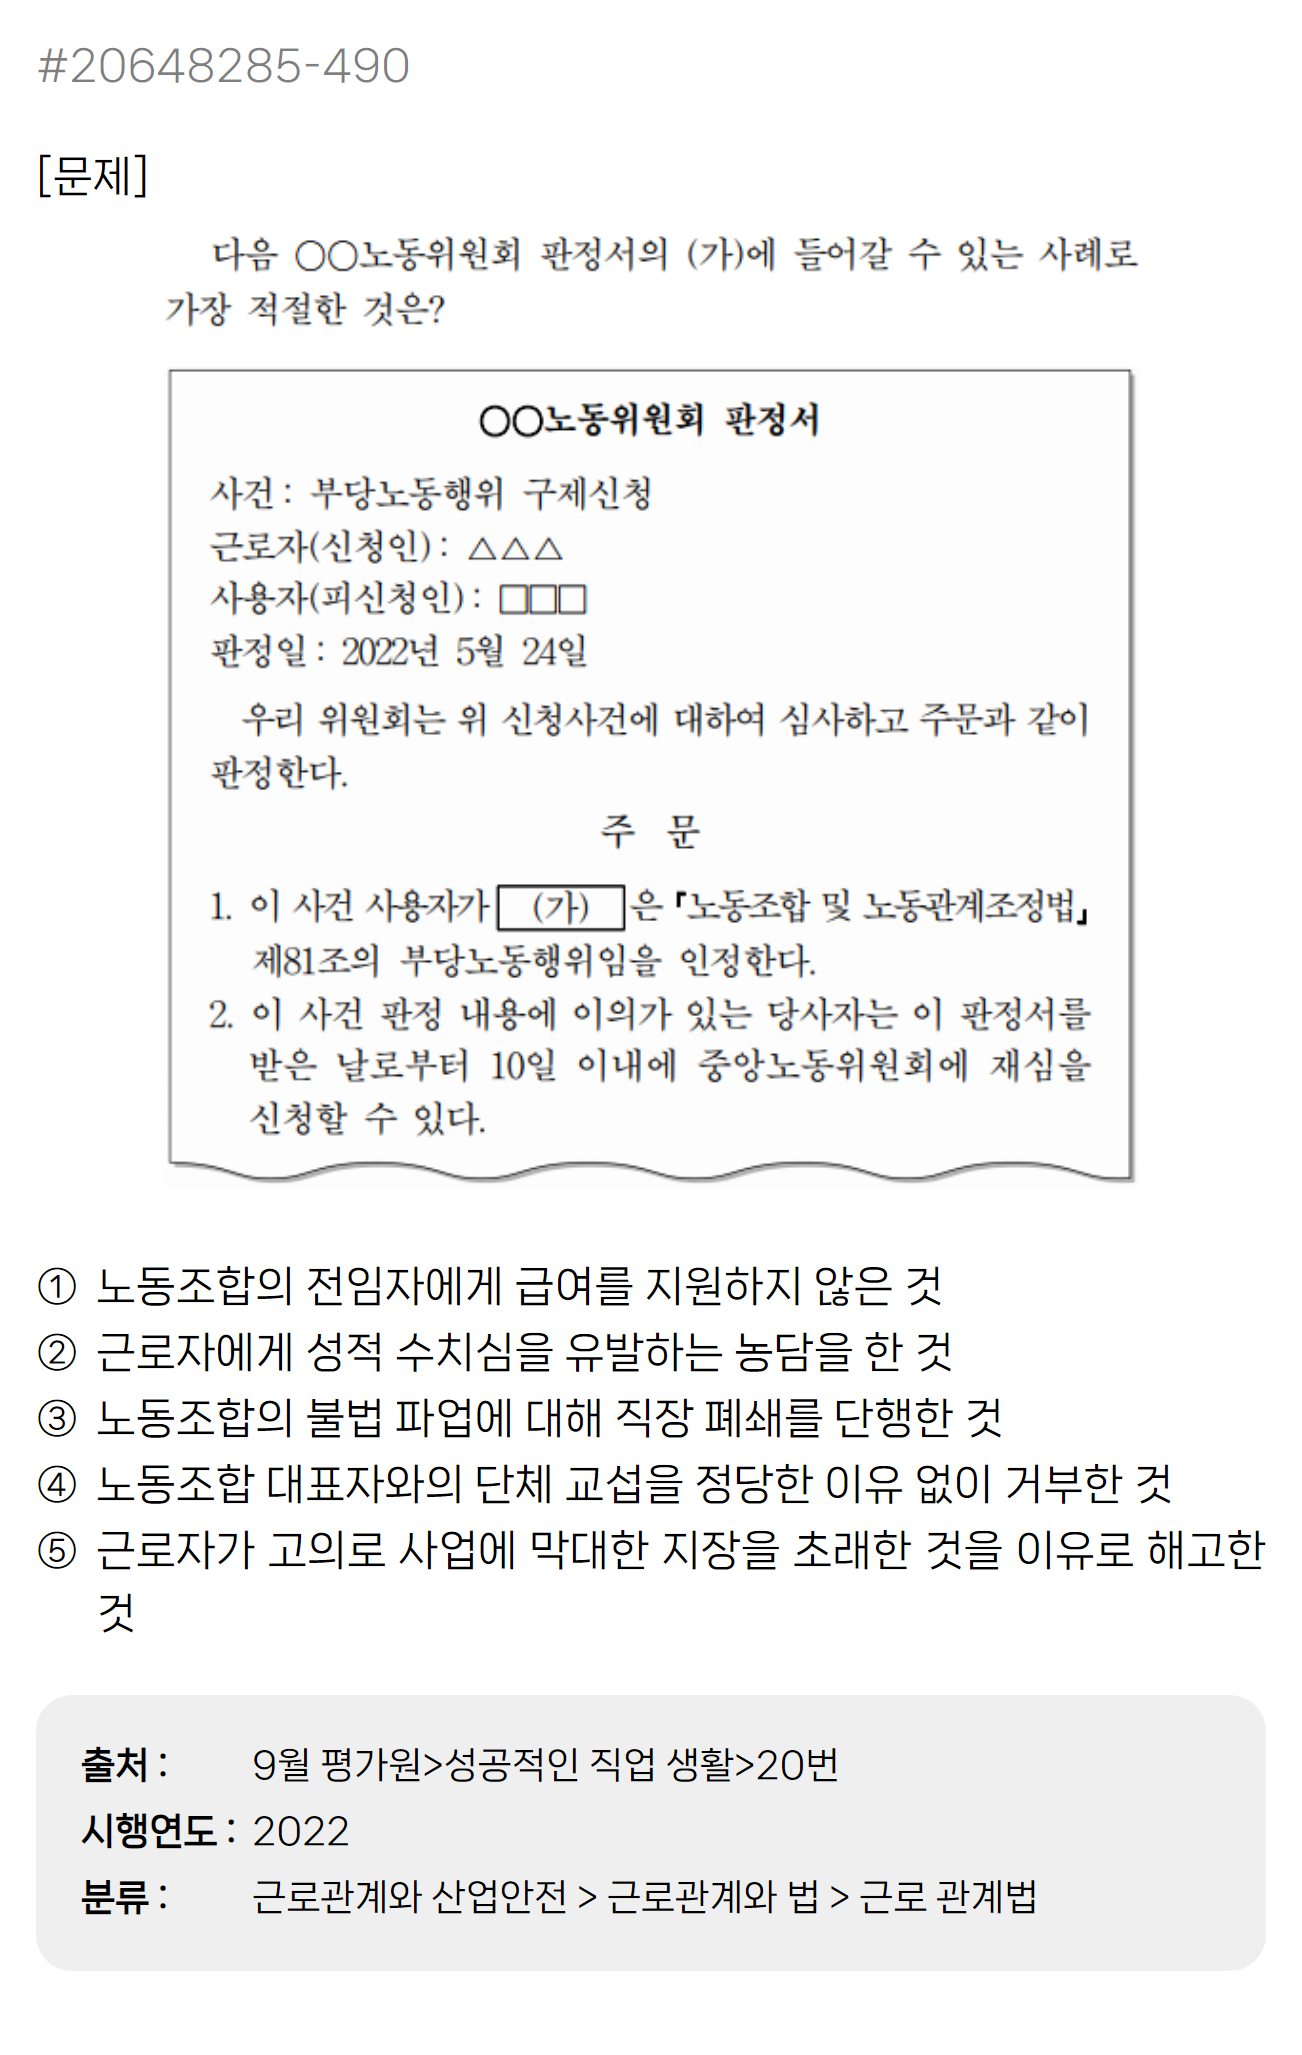 #20648285-490
[문제]
다음 ○○노동위원회 판정서의 (가)에 들어갈 수 있는 사례로
가장 적절한 것은?
○○노동위원회 판정서
사건 : 부당노동행위 구제신청
근로자(신청인) : △△△
사용자(피신청인) : □□□
판정일 : 2022년 5월 24일
우리 위원회는 위 신청사건에 대하여 심사하고 주문과 같이
판정한다.
주 문
1. 이 사건 사용자가 (가) 은 『노동조합 및 노동관계조정법』
제81조의 부당노동행위임을 인정한다.
2. 이 사건 판정 내용에 이의가 있는 당사자는 이 판정서를
받은 날로부터 10일 이내에 중앙노동위원회에 재심을
신청할 수 있다.
① 노동조합의 전임자에게 급여를 지원하지 않은 것
② 근로자에게 성적 수치심을 유발하는 농담을 한 것
③ 노동조합의 불법 파업에 대해 직장 폐쇄를 단행한 것
④ 노동조합 대표자와의 단체 교섭을 정당한 이유 없이 거부한 것
⑤ 근로자가 고의로 사업에 막대한 지장을 초래한 것을 이유로 해고한
것
출처 : 9월 평가원>성공적인 직업 생활>20번
시행연도 : 2022
분류 : 근로관계와 산업안전 > 근로관계와 법 > 근로 관계법